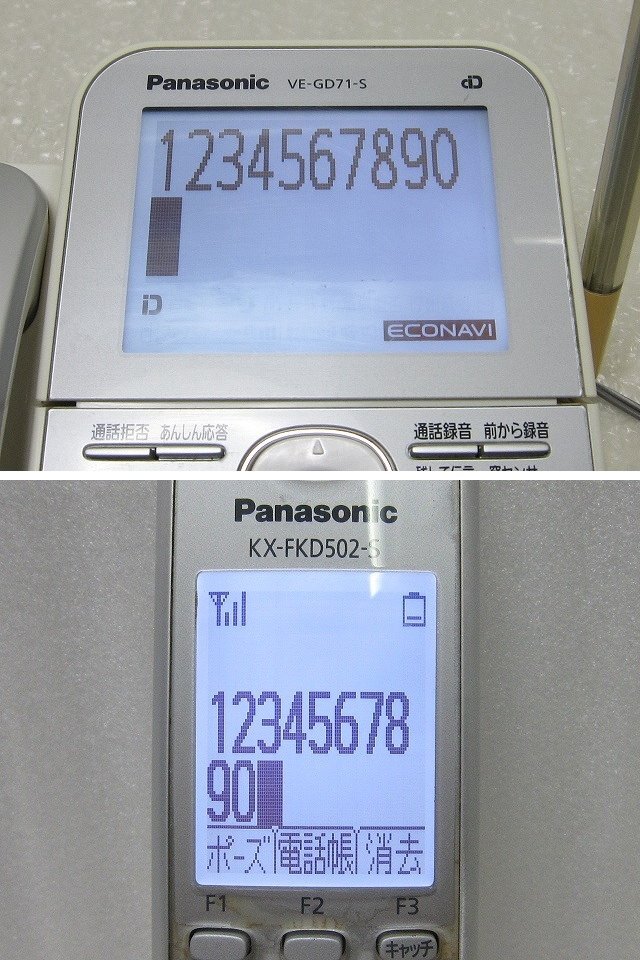 Panasonic VE-GD71-S iD
1234567890
iD
ECONAVI
通話拒否 あんしん応答 通話録音 前から録音
Panasonic
KX-FKD502-S
12345678
90
ポーズ 電話帳 消去
F1 F2 F3
キャッチ